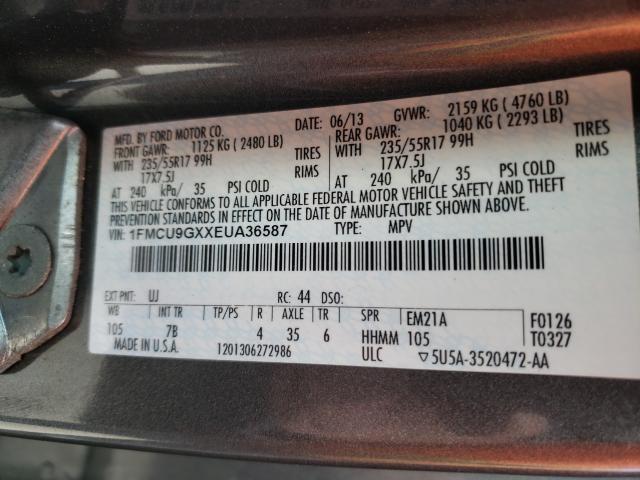 MFD. BY FORD MOTOR CO.
DATE: 06/13 GVWR: 2159 KG ( 4760 LB)
FRONT GAWR: 1125 KG ( 2480 LB)
REAR GAWR: 1040 KG ( 2293 LB)
WITH 235/55R17 99H TIRES
WITH 235/55R17 99H TIRES
17X7.5J RIMS
17X7.5J RIMS
AT 240 kPa/ 35 PSI COLD
AT 240 kPa/ 35 PSI COLD
THIS VEHICLE CONFORMS TO ALL APPLICABLE FEDERAL MOTOR VEHICLE SAFETY AND THEFT
PREVENTION STANDARDS IN EFFECT ON THE DATE OF MANUFACTURE SHOWN ABOVE.
VIN: 1FMCU9GXXEUA36587 TYPE: MPV
EXT PNT: UJ RC: 44 DSO:
WB INT TR TP/PS R AXLE TR SPR EM21A F0126
105 7B 4 35 6 HHMM 105 T0327
MADE IN U.S.A. 1201306272986 ULC ▽5U5A-3520472-AA